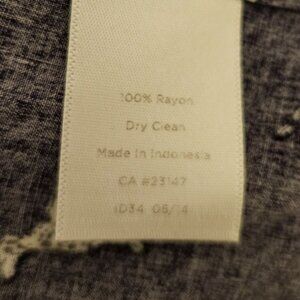 100% Rayon
Dry Clean
Made in Indonesia
CA #23147
ID34 06/14